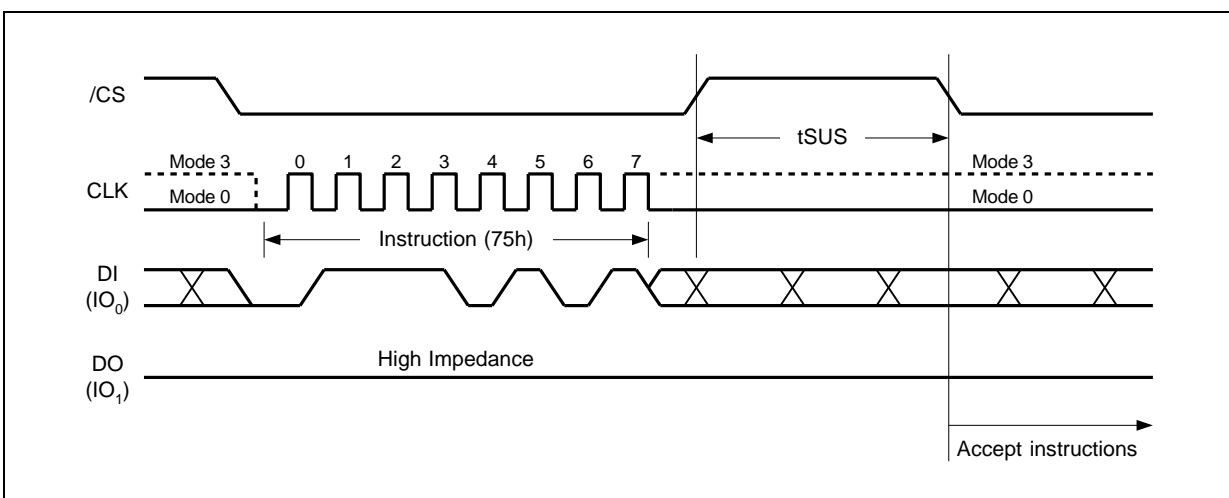 /CS
tSUS
Mode 3 0 1 2 3 4 5 6 7 Mode 3
CLK
Mode 0 Mode 0
Instruction (75h)
DI
(IO0)
High Impedance
DO
(IO1)
Accept instructions